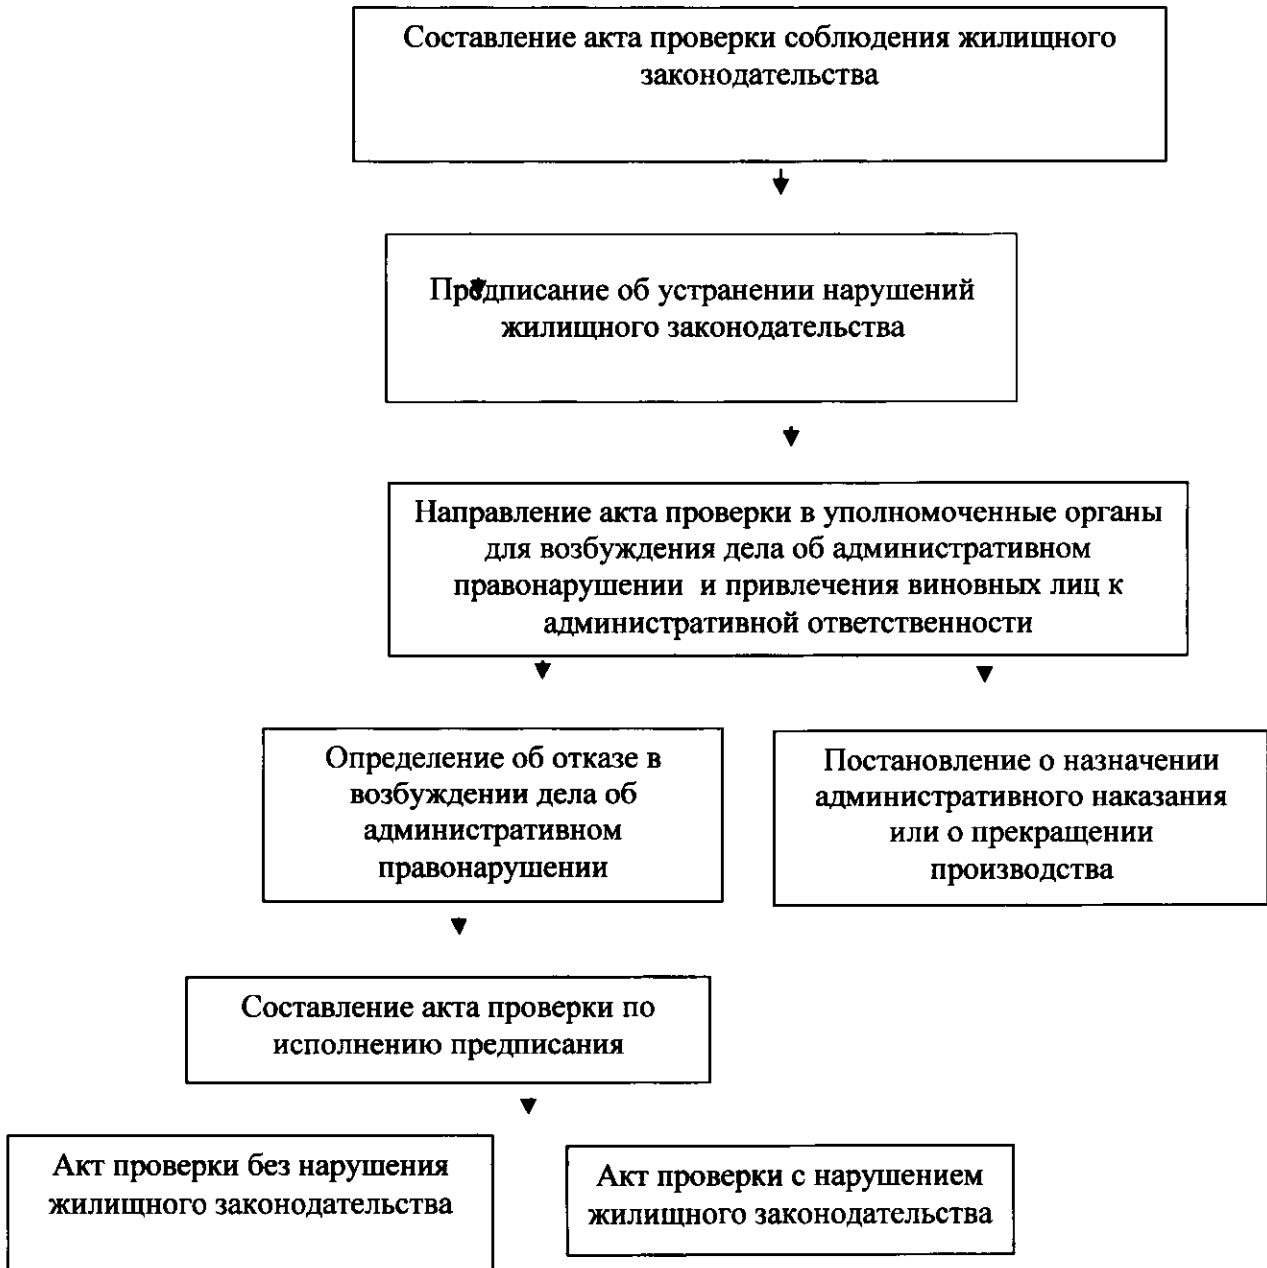 Составление акта проверки соблюдения жилищного
законодательства
Предписание об устранении нарушений
жилищного законодательства
Направление акта проверки в уполномоченные органы
для возбуждения дела об административном
правонарушении и привлечения виновных лиц к
административной ответственности
Определение об отказе в
возбуждении дела об
административном
правонарушении
Постановление о назначении
административного наказания
или о прекращении
производства
Составление акта проверки по
исполнению предписания
Акт проверки без нарушения
жилищного законодательства
Акт проверки с нарушением
жилищного законодательства